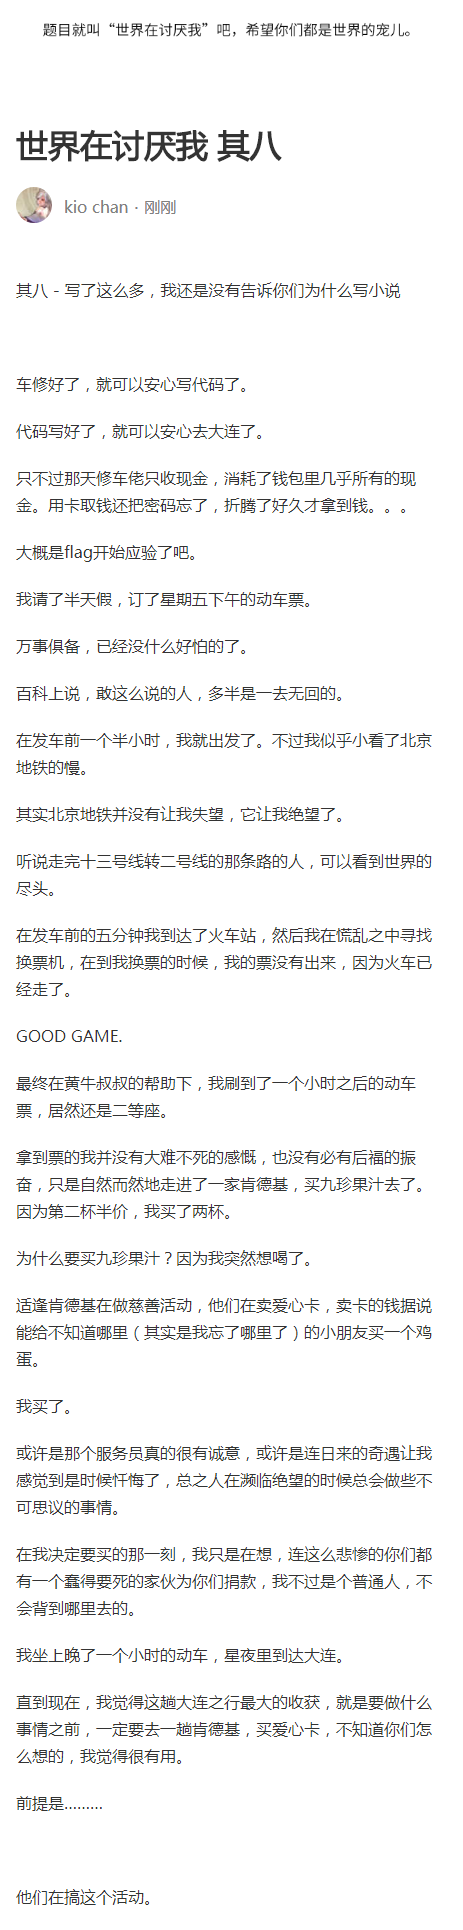 题目就叫“世界在讨厌我”吧，希望你们都是世界的宠儿。
世界在讨厌我 其八
kio chan · 刚刚
其八 - 写了这么多，我还是没有告诉你们为什么写小说
车修好了，就可以安心写代码了。
代码写好了，就可以安心去大连了。
只不过那天修车佬只收现金，消耗了钱包里几乎所有的现
金。用卡取钱还把密码忘了，折腾了好久才拿到钱。。。
大概是flag开始应验了吧。
我请了半天假，订了星期五下午的动车票。
万事俱备，已经没什么好怕的了。
百科上说，敢这么说的人，多半是一去无回的。
在发车前一个半小时，我就出发了。不过我似乎小看了北京
地铁的慢。
其实北京地铁并没有让我失望，它让我绝望了。
听说走完十三号线转二号线的那条路的人，可以看到世界的
尽头。
在发车前的五分钟我到达了火车站，然后我在慌乱之中寻找
换票机，在到我换票的时候，我的票没有出来，因为火车已
经走了。
GOOD GAME.
最终在黄牛叔叔的帮助下，我刷到了一个小时之后的动车
票，居然还是二等座。
拿到票的我并没有大难不死的感慨，也没有必有后福的振
奋，只是自然而然地走进了一家肯德基，买九珍果汁去了。
因为第二杯半价，我买了两杯。
为什么要买九珍果汁？因为我突然想喝了。
适逢肯德基在做慈善活动，他们在卖爱心卡，卖卡的钱据说
能给不知道哪里（其实是我忘了哪里了）的小朋友买一个鸡
蛋。
我买了。
或许是那个服务员真的很有诚意，或许是连日来的奇遇让我
感觉到是时候忏悔了，总之人在濒临绝望的时候总会做些不
可思议的事情。
在我决定要买的那一刻，我只是在想，连这么悲惨的你们都
有一个蠢得要死的家伙为你们捐款，我不过是个普通人，不
会背到哪里去的。
我坐上晚了一个小时的动车，星夜里到达大连。
直到现在，我觉得这趟大连之行最大的收获，就是要做什么
事情之前，一定要去一趟肯德基，买爱心卡，不知道你们怎
么想的，我觉得很有用。
前提是………
他们在搞这个活动。